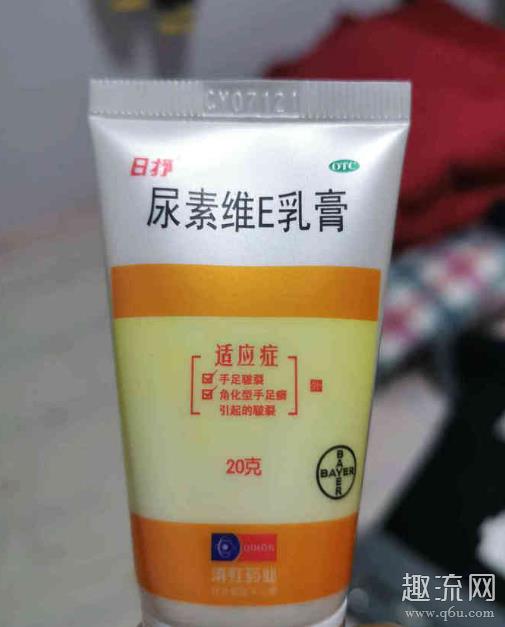 CM07121
日抒
OTC
尿素维E乳膏
适应症
手足皲裂
角化型手足癣
引起的皲裂
20克
BAYER
BAYER
滇虹药业
趣流网
www.q6u.com